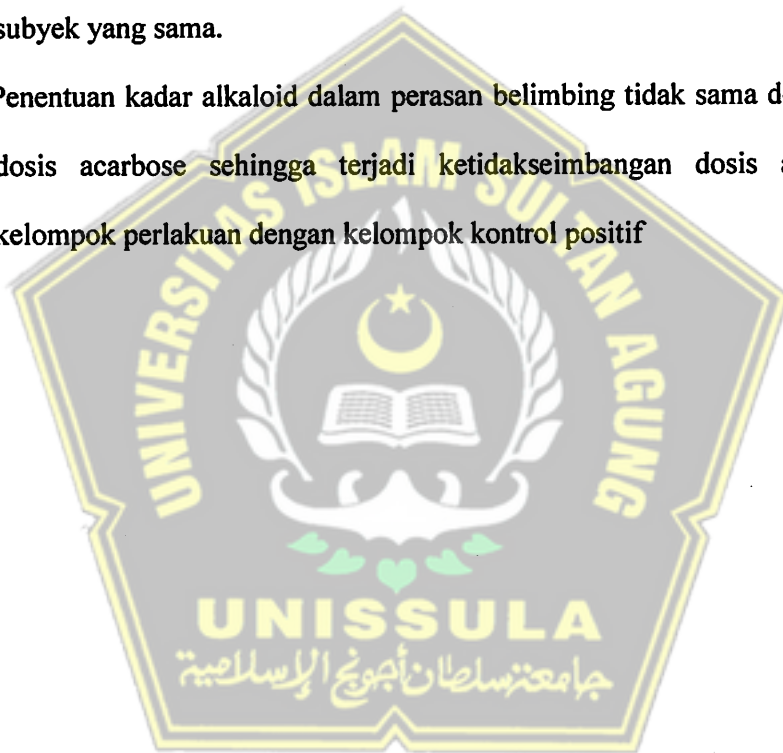 subyek yang sama.
Penentuan kadar alkaloid dalam perasan belimbing tidak sama d
dosis acarbose sehingga terjadi ketidakseimbangan dosis a
kelompok perlakuan dengan kelompok kontrol positif
UNIVERSITAS ISLAM SULTAN AGUNG
UNISSULA
جامعة سلطان أجونج الإسلامية